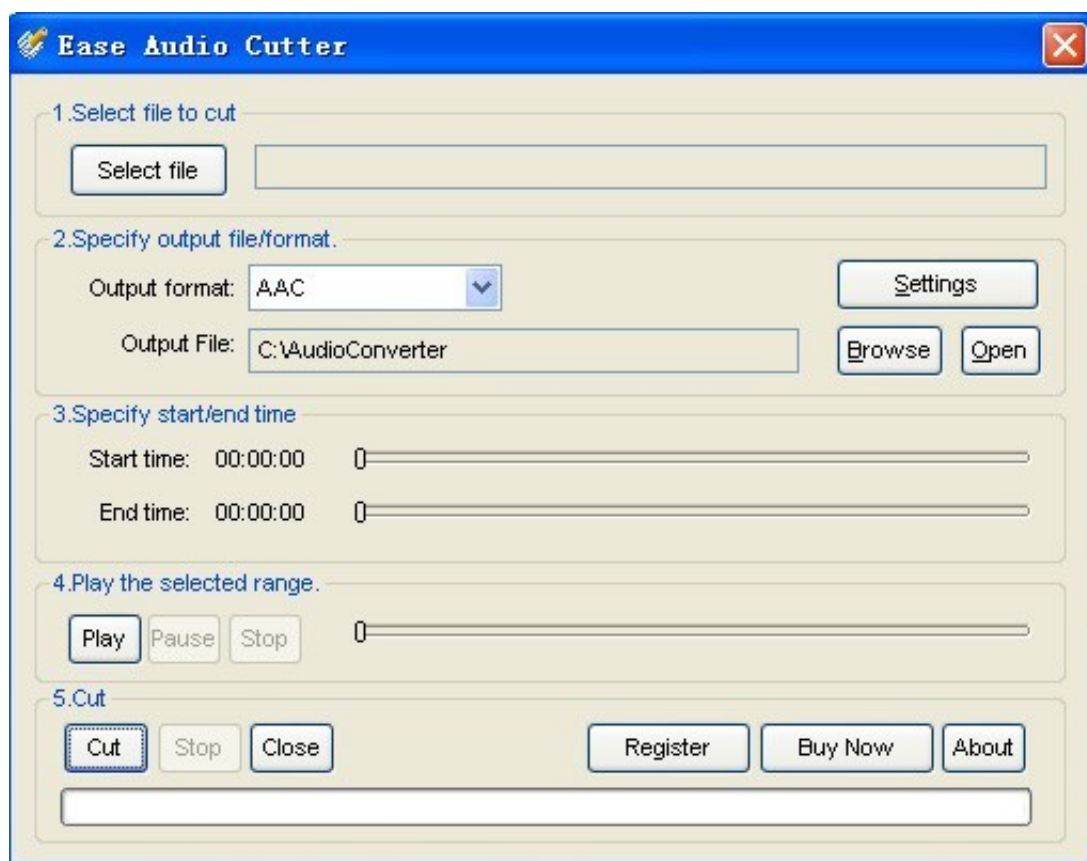 Ease Audio Cutter
1.Select file to cut
Select file
2.Specify output file/format.
Output format: AAC Settings
Output File: C:\AudioConverter Browse Open
3.Specify start/end time
Start time: 00:00:00
End time: 00:00:00
4.Play the selected range.
Play Pause Stop
5.Cut
Cut Stop Close Register Buy Now About